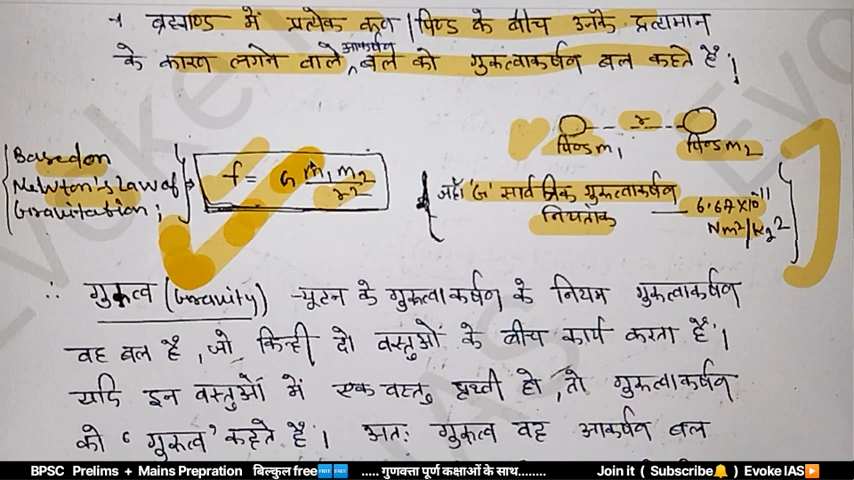 → ब्रह्माण्ड में प्रत्येक कण / पिण्ड के बीच उनके द्रव्यमान
के कारण लगने वाले आकर्षण बल को गुरुत्वाकर्षण बल कहते है।
पिण्ड m₁ r पिण्ड m₂
Based on
Newton's Law of
Gravitation;
f = G m₁ m₂ / r²
जहाँ 'G' सार्वत्रिक गुरुत्वाकर्षण
नियतांक — 6.67×10⁻¹¹
Nm²/kg²
∴ गुरुत्व (Gravity) – न्यूटन के गुरुत्वाकर्षण के नियम गुरुत्वाकर्षण
वह बल है, जो किन्ही दो वस्तुओं के बीच कार्य करता है।
यदि इन वस्तुओं में एक वस्तु पृथ्वी हो, तो गुरुत्वाकर्षण
को 'गुरुत्व' कहते है। अतः गुरुत्व वह आकर्षण बल
BPSC Prelims + Mains Prepration बिल्कुल free🆓🆓 ..... गुणवत्ता पूर्ण कक्षाओं के साथ........ Join it ( Subscribe🔔 ) Evoke IAS▶️